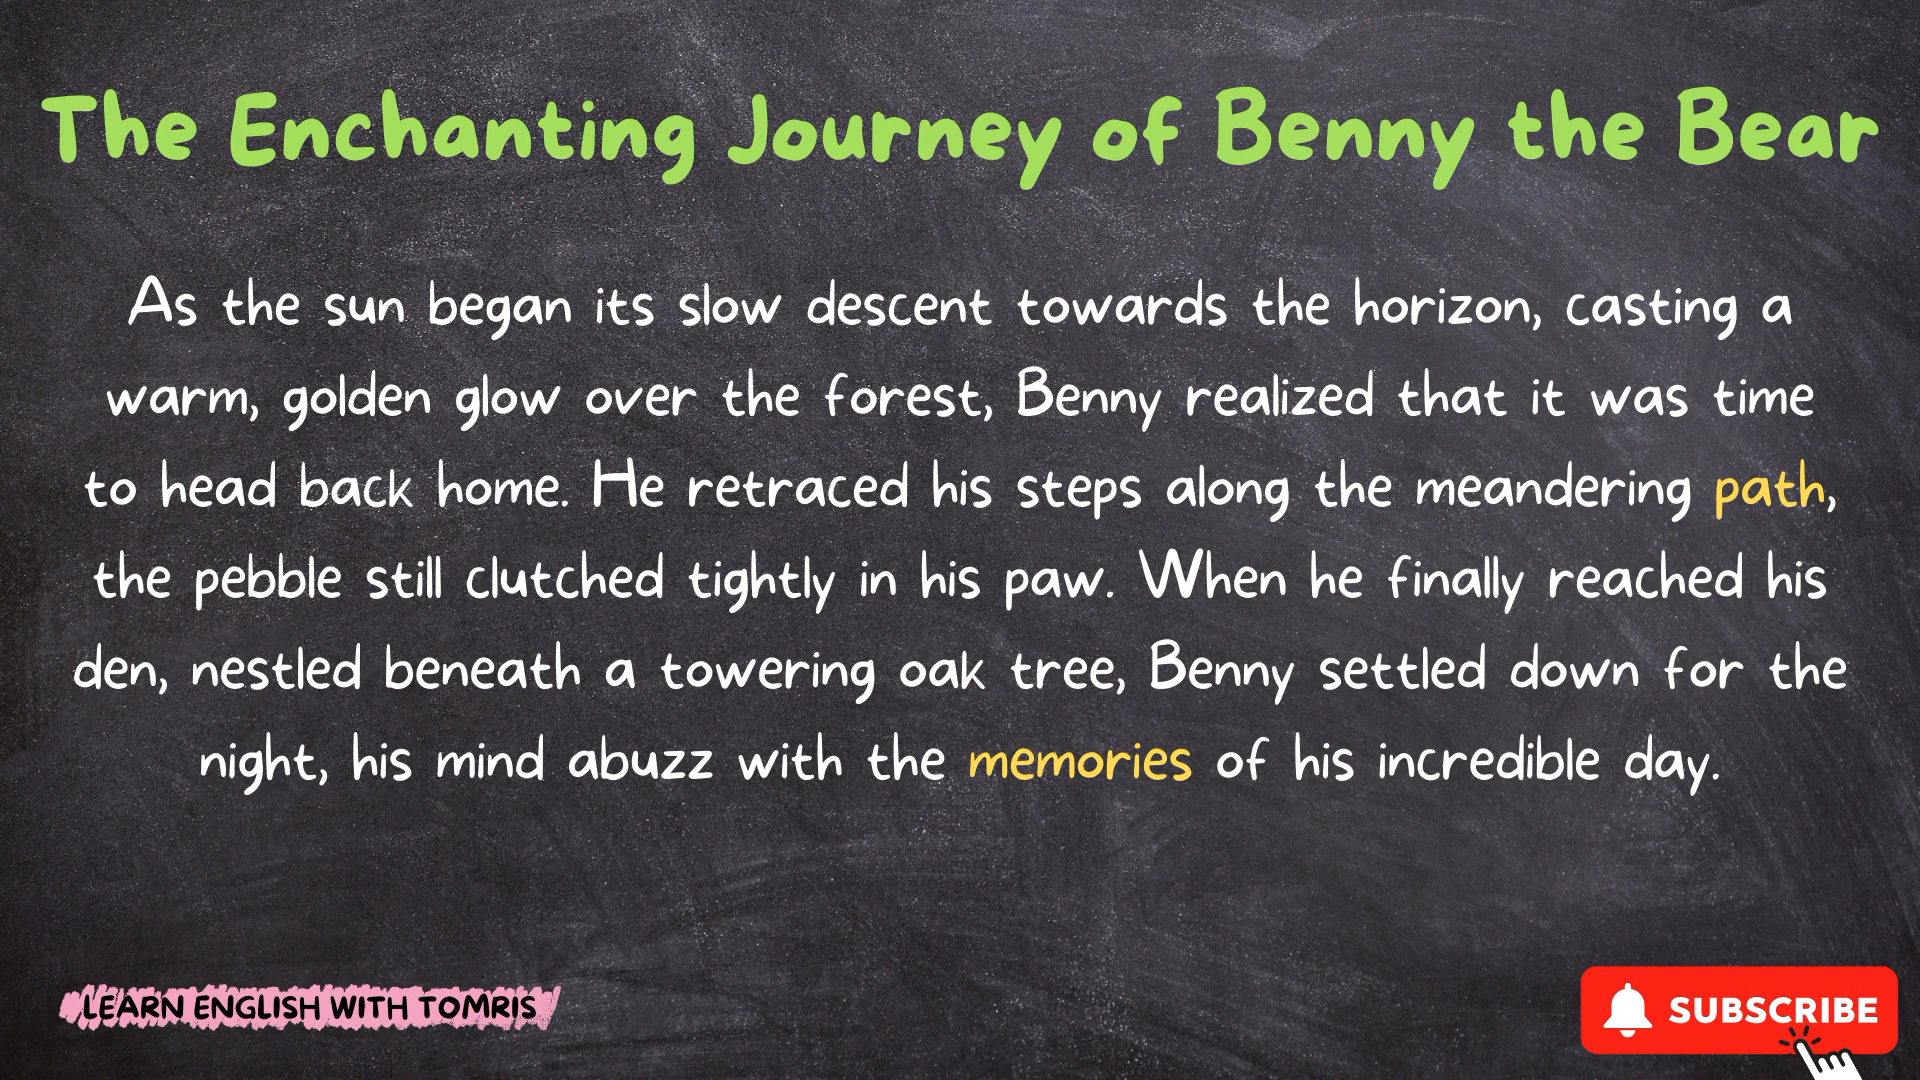 The Enchanting Journey of Benny the Bear
As the sun began its slow descent towards the horizon, casting a
warm, golden glow over the forest, Benny realized that it was time
to head back home. He retraced his steps along the meandering path,
the pebble still clutched tightly in his paw. When he finally reached his
den, nestled beneath a towering oak tree, Benny settled down for the
night, his mind abuzz with the memories of his incredible day.
LEARN ENGLISH WITH TOMRIS
SUBSCRIBE